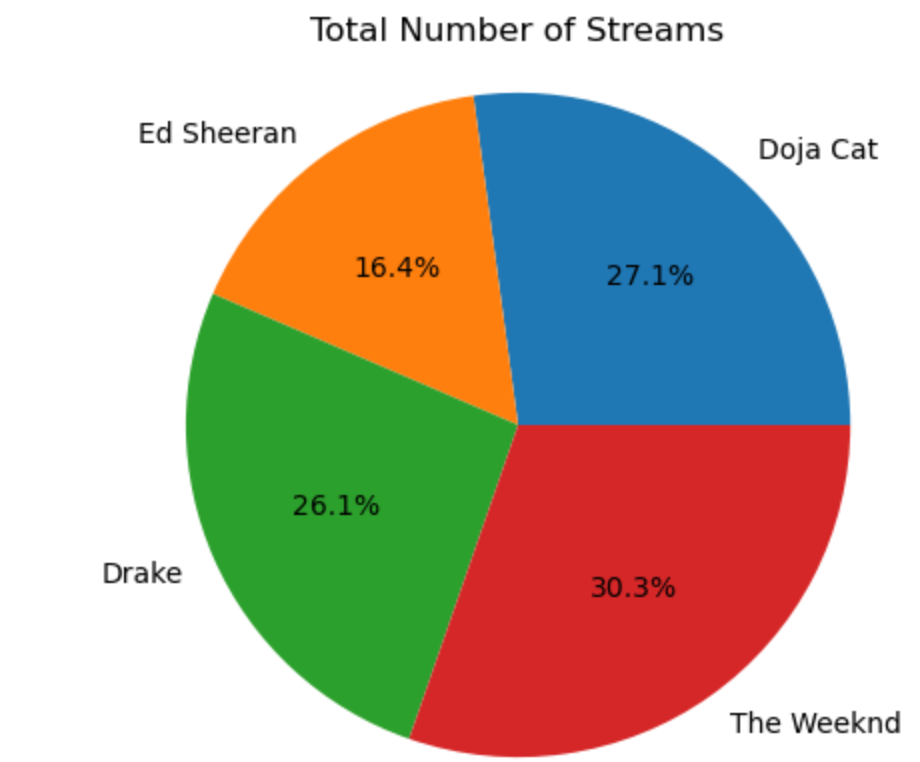 Total Number of Streams
Ed Sheeran
Doja Cat
16.4%
27.1%
26.1%
Drake
30.3%
The Weeknd